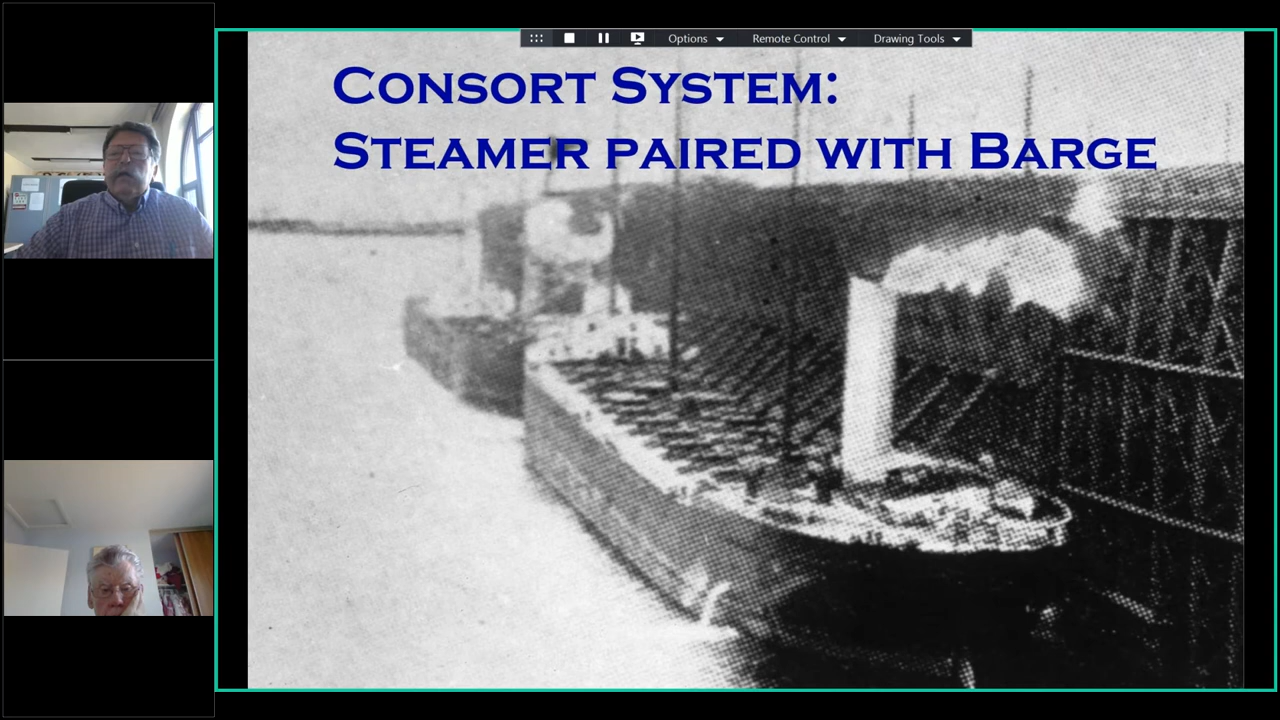 Options
Remote Control
Drawing Tools
Consort System:
Steamer paired with Barge